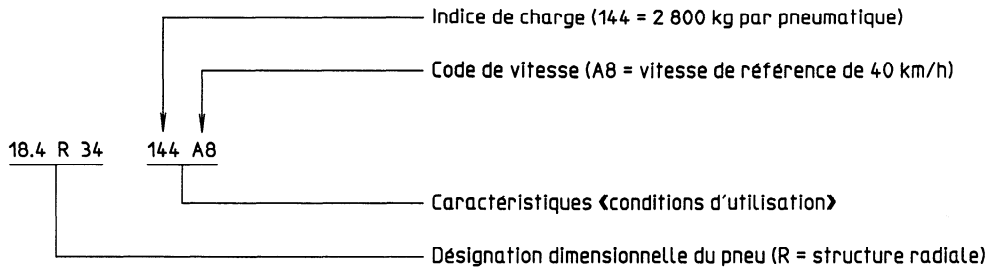 Indice de charge (144 = 2 800 kg par pneumatique)
Code de vitesse (A8 = vitesse de référence de 40 km/h)
18.4 R 34 144 A8
Caractéristiques «conditions d'utilisation»
Désignation dimensionnelle du pneu (R = structure radiale)